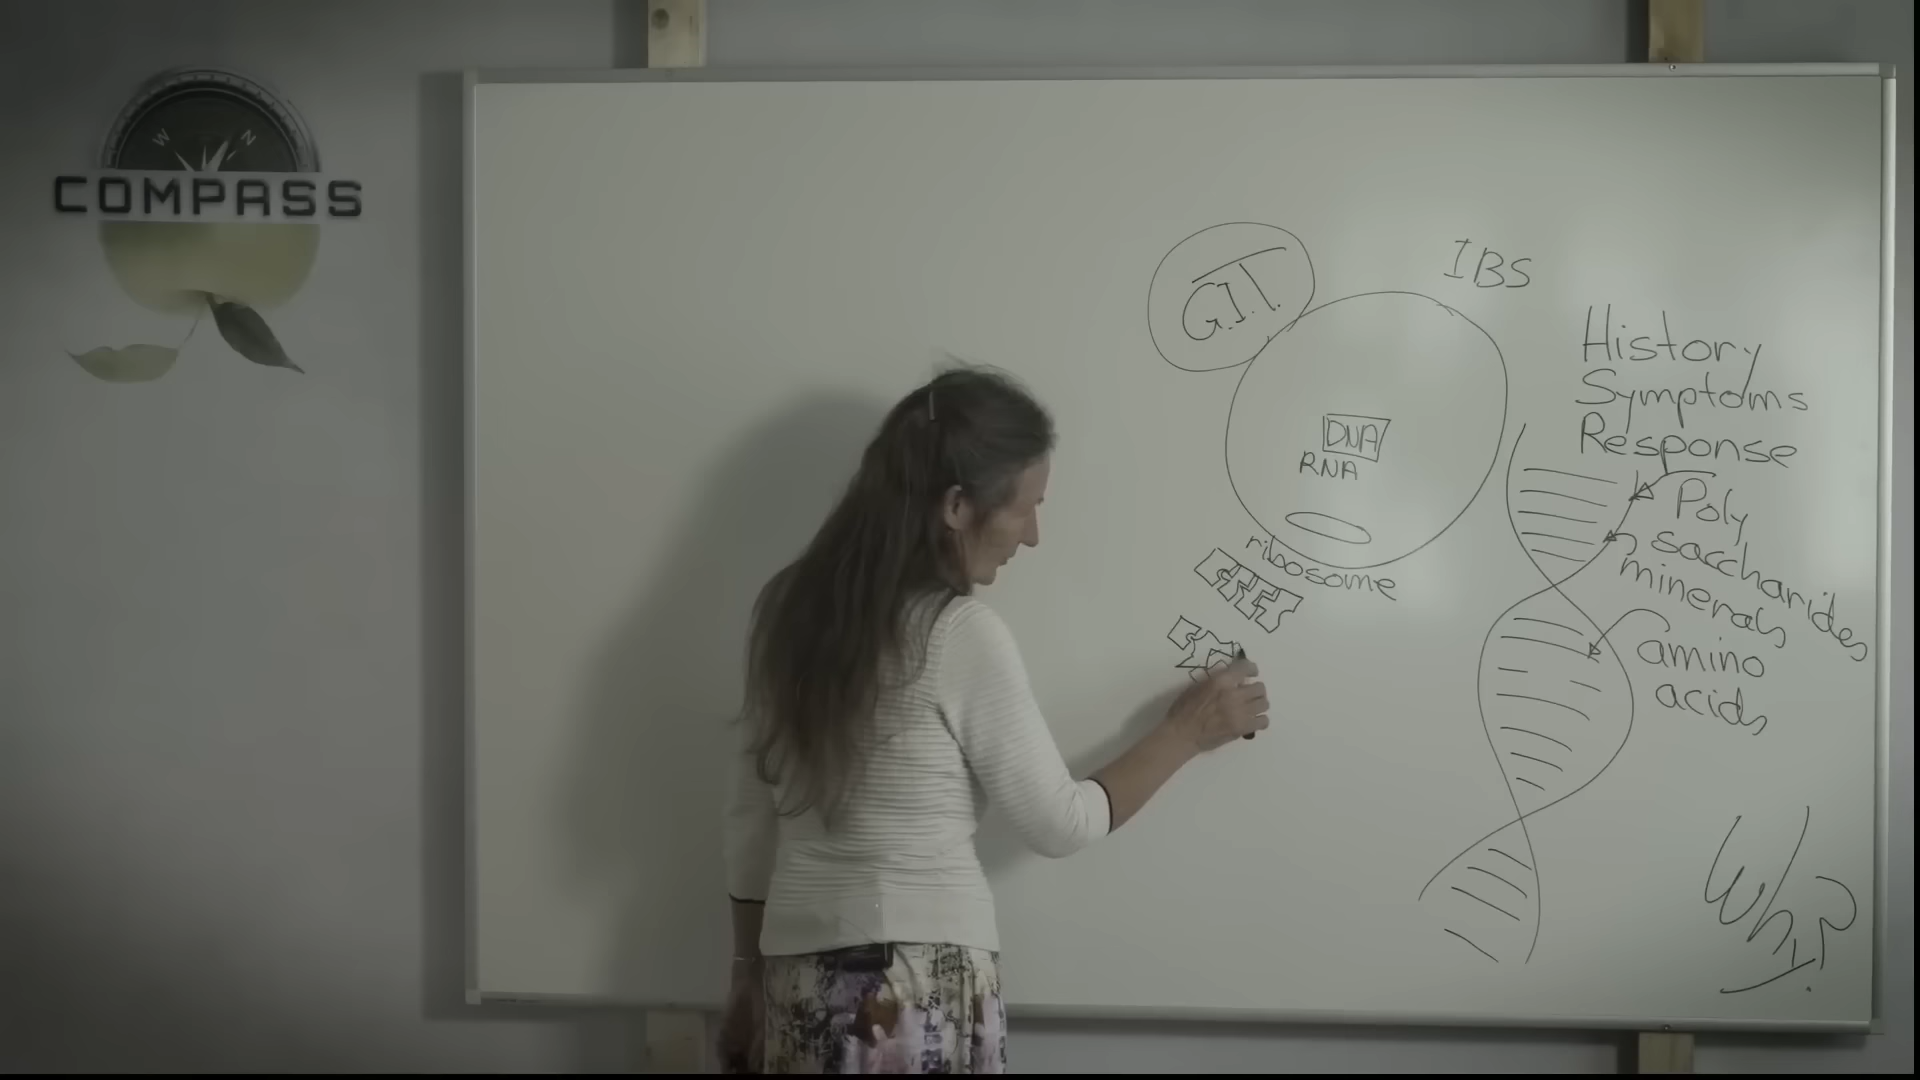 W N
COMPASS
G.I.T.
IBS
DNA
RNA
ribosome
History
Symptoms
Response
Poly
saccharides
minerals
amino
acids
Why?